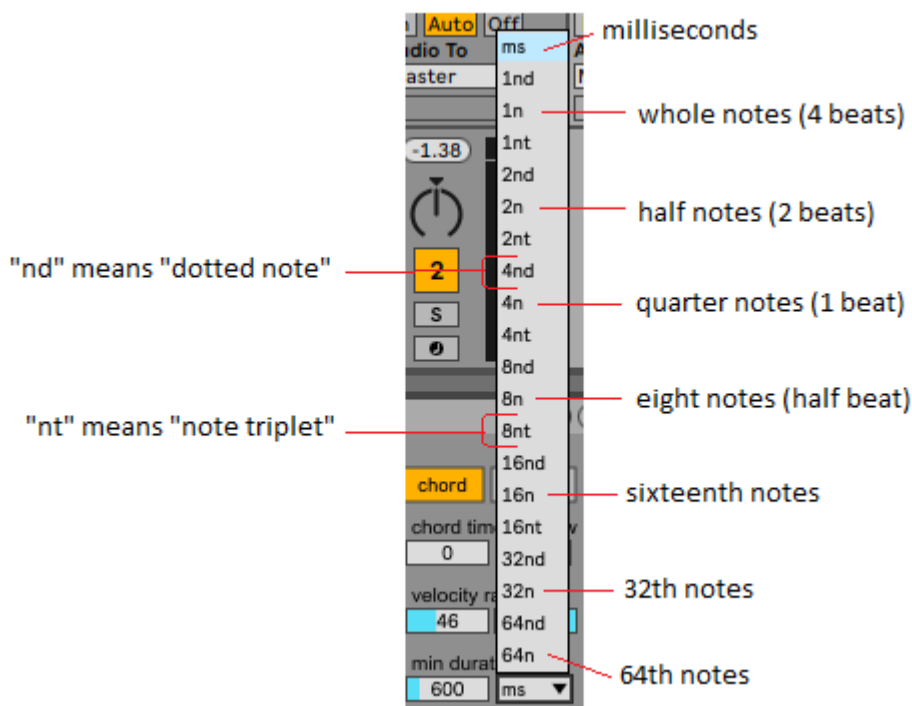 Auto Off
ms
milliseconds
dio To
aster
1nd
1n
whole notes (4 beats)
1nt
-1.38
2nd
2n
half notes (2 beats)
2nt
"nd" means "dotted note"
2
4nd
4n
quarter notes (1 beat)
S
4nt
8nd
8n
eight notes (half beat)
"nt" means "note triplet"
8nt
16nd
chord
16n
sixteenth notes
chord tim
16nt
w
0
32nd
velocity ra
32n
32th notes
46
64nd
min durat
64n
64th notes
600
ms